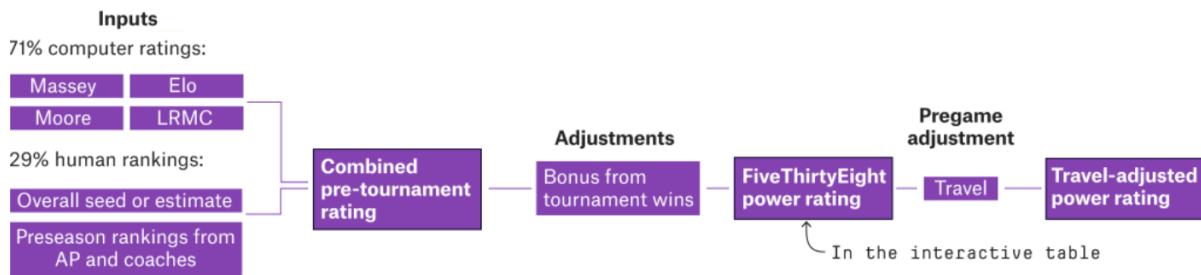 Inputs
71% computer ratings:
Massey
Elo
Moore
LRMC
29% human rankings:
Overall seed or estimate
Preseason rankings from
AP and coaches
Combined
pre-tournament
rating
Adjustments
Bonus from
tournament wins
FiveThirtyEight
power rating
In the interactive table
Pregame
adjustment
Travel
Travel-adjusted
power rating